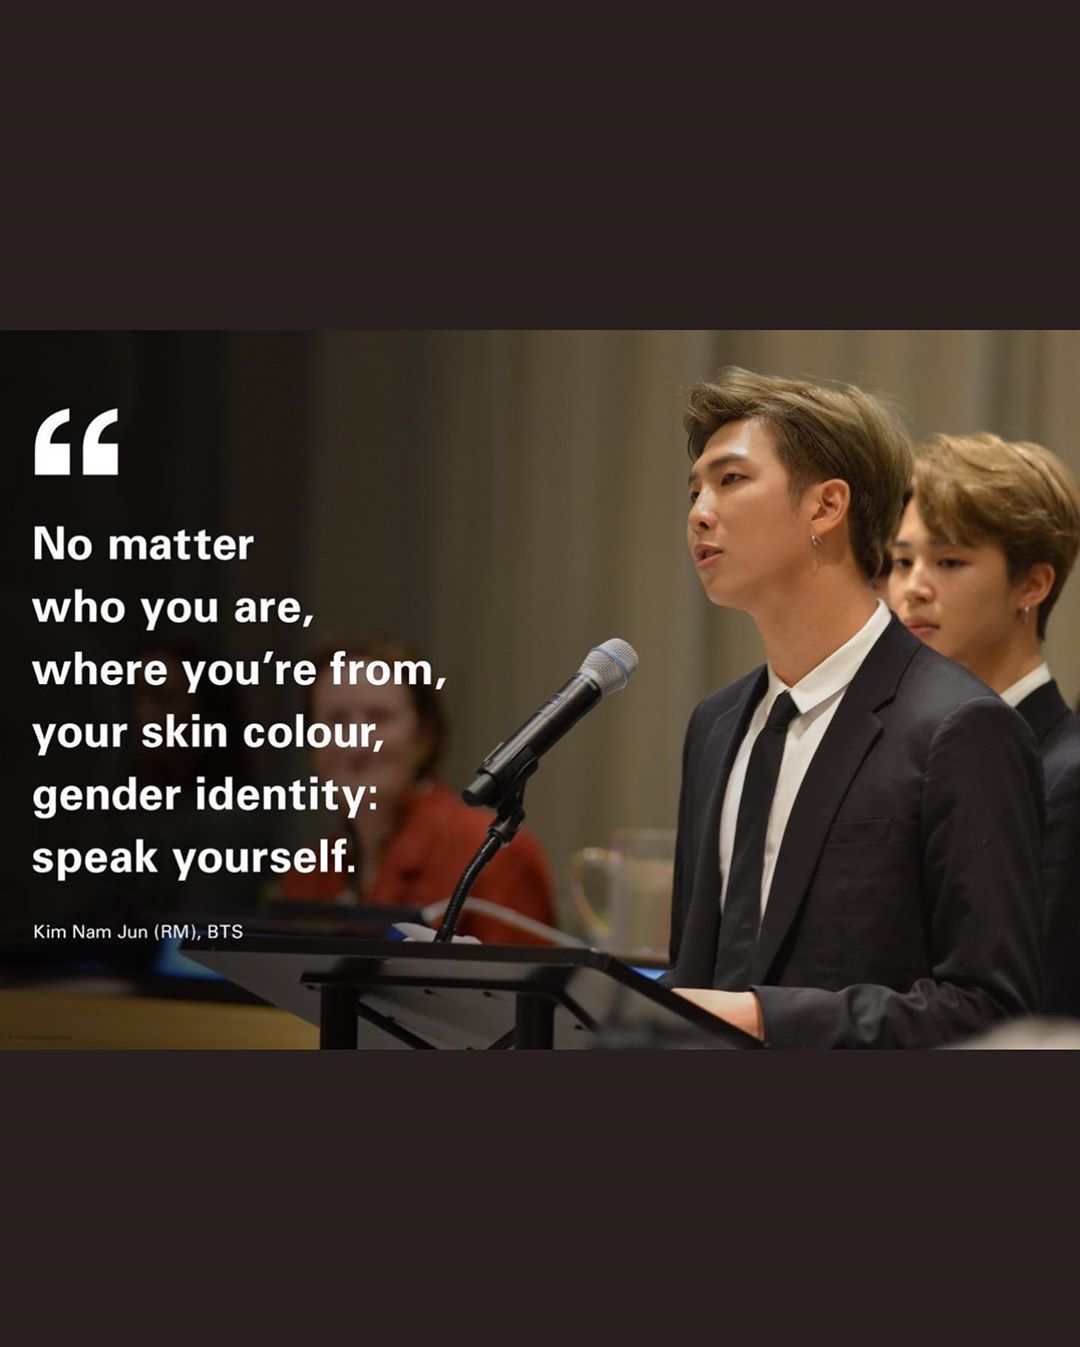 “
No matter
who you are,
where you’re from,
your skin colour,
gender identity:
speak yourself.
Kim Nam Jun (RM), BTS